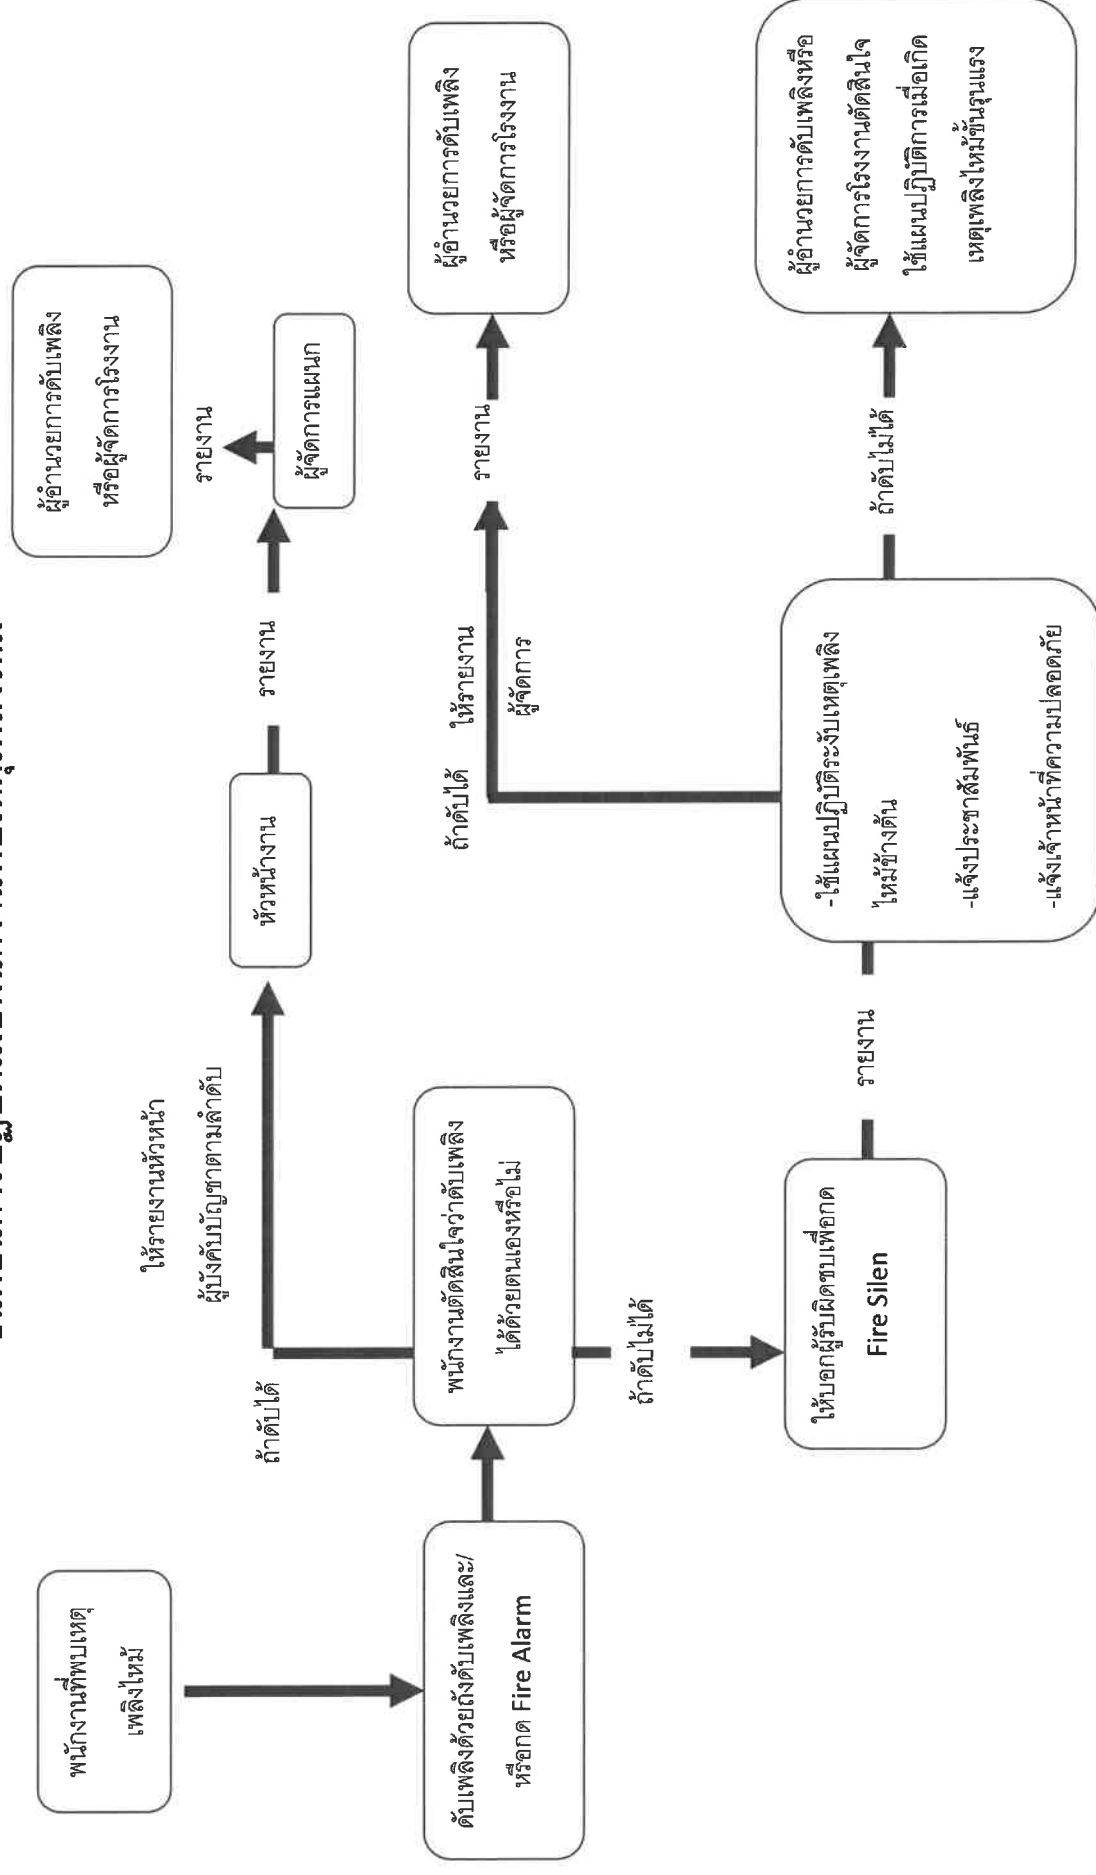 พนักงานที่พบเหตุ
เพลิงไหม้
ดับเพลิงด้วยถังดับเพลิงและ/
หรือกด Fire Alarm
พนักงานตัดสินใจว่าดับเพลิง
ได้ด้วยตนเองหรือไม่
ถ้าดับได้
ให้รายงานหัวหน้า
ผู้บังคับบัญชาตามลำดับ
หัวหน้างาน
รายงาน
ผู้จัดการแผนก
รายงาน
ผู้อำนวยการดับเพลิง
หรือผู้จัดการโรงงาน
ถ้าดับไม่ได้
ให้บอกผู้รับผิดชบเพื่อกด
Fire Silen
รายงาน
-ใช้แผนปฏิบัติระงับเหตุเพลิง
ไหม้ข้างต้น
-แจ้งประชาสัมพันธ์
-แจ้งเจ้าหน้าที่ความปลอดภัย
ถ้าดับได้
ให้รายงาน
ผู้จัดการ
รายงาน
ผู้อำนวยการดับเพลิง
หรือผู้จัดการโรงงาน
ถ้าดับไม่ได้
ผู้อำนวยการดับเพลิงหรือ
ผู้จัดการโรงงานตัดสินใจ
ใช้แผนปฏิบัติการเมื่อเกิด
เหตุเพลิงไหม้ขั้นรุนแรง